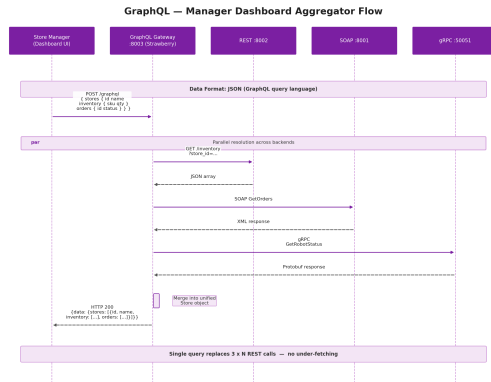 GraphQL — Manager Dashboard Aggregator Flow
Store Manager
(Dashboard UI)
GraphQL Gateway
:8003 (Strawberry)
REST :8002
SOAP :8001
gRPC :50051
Data Format: JSON (GraphQL query language)
POST /graphql
{ stores { id name
inventory { sku qty }
orders { id status } } }
par
Parallel resolution across backends
GET /inventory
?store_id=...
JSON array
SOAP GetOrders
XML response
gRPC
GetRobotStatus
Protobuf response
Merge into unified
Store object
HTTP 200
{data: {stores: [{id, name,
inventory: [...], orders: [...]}]}}
Single query replaces 3 x N REST calls — no under-fetching